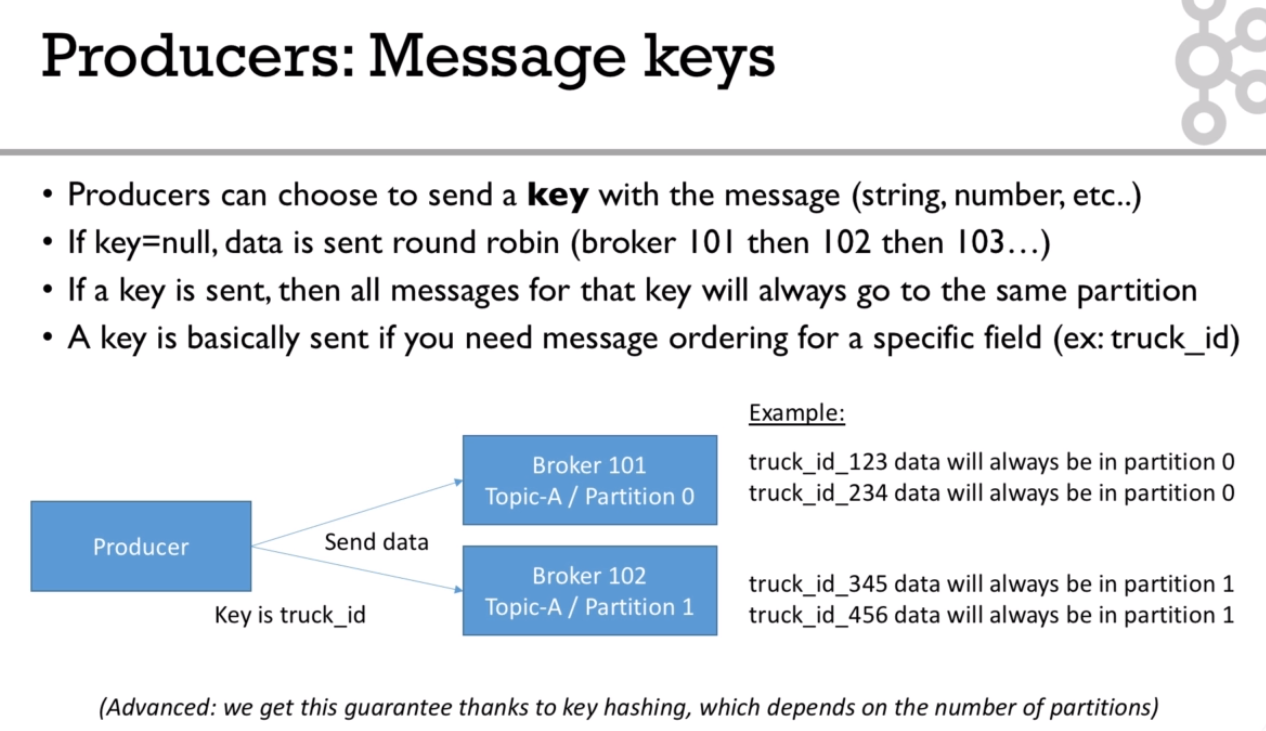 Producers: Message keys
• Producers can choose to send a key with the message (string, number, etc..)
• If key=null, data is sent round robin (broker 101 then 102 then 103…)
• If a key is sent, then all messages for that key will always go to the same partition
• A key is basically sent if you need message ordering for a specific field (ex: truck_id)
Producer
Send data
Key is truck_id
Broker 101
Topic-A / Partition 0
Broker 102
Topic-A / Partition 1
Example:
truck_id_123 data will always be in partition 0
truck_id_234 data will always be in partition 0
truck_id_345 data will always be in partition 1
truck_id_456 data will always be in partition 1
(Advanced: we get this guarantee thanks to key hashing, which depends on the number of partitions)